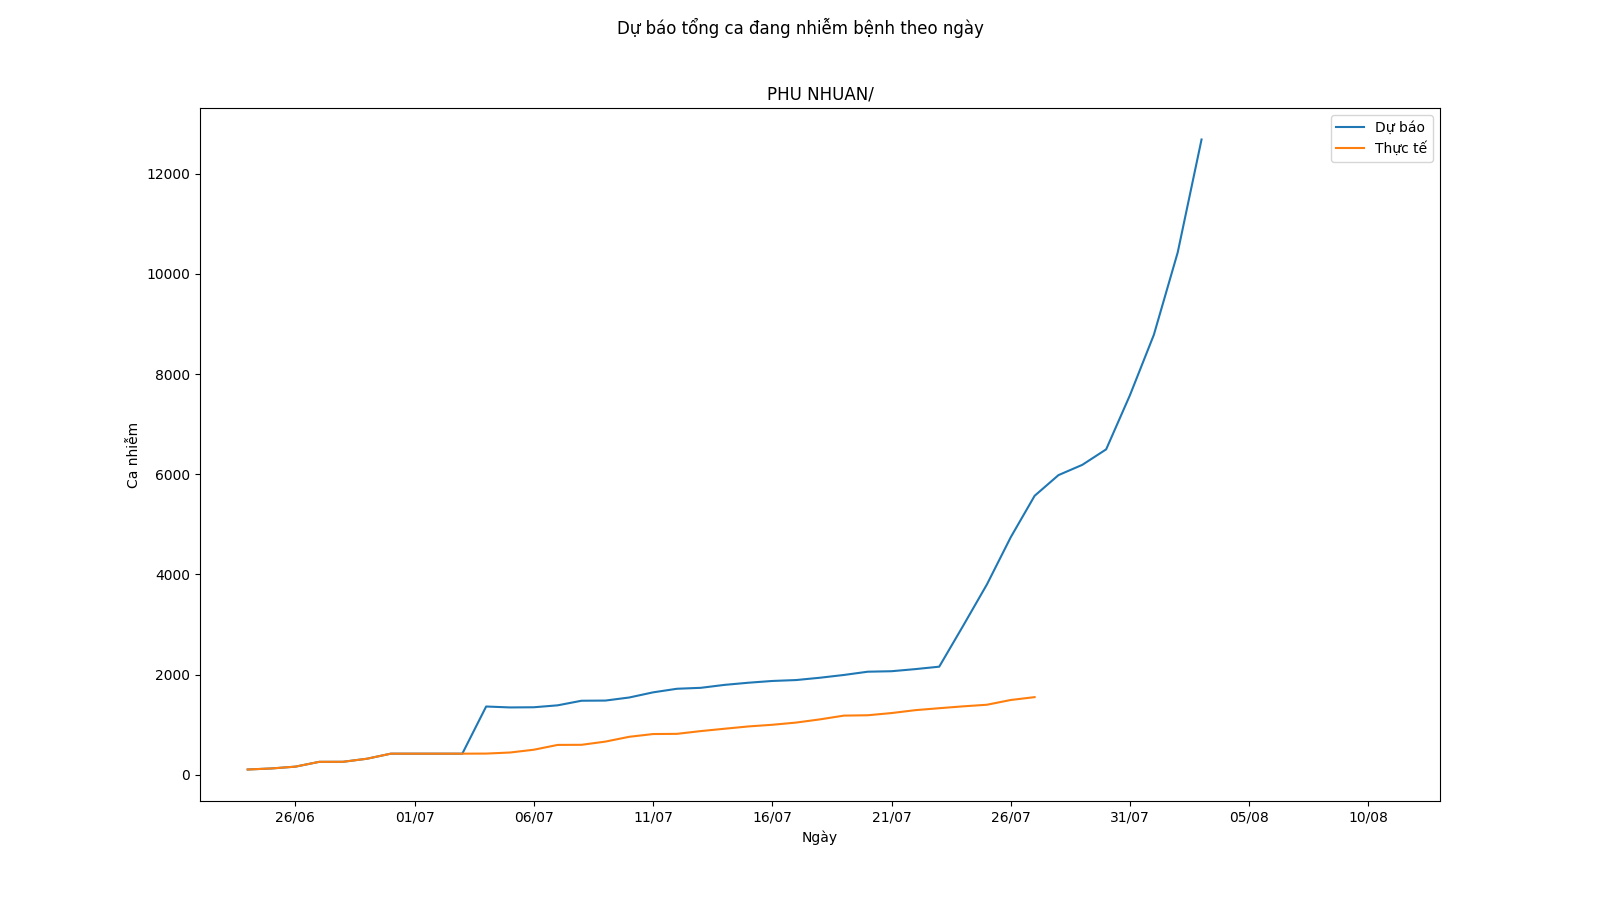 Dự báo tổng ca đang nhiễm bệnh theo ngày
PHU NHUAN/
Dự báo
Thực tế
12000
10000
8000
6000
4000
2000
0
Ca nhiễm
26/06 01/07 06/07 11/07 16/07 21/07 26/07 31/07 05/08 10/08
Ngày